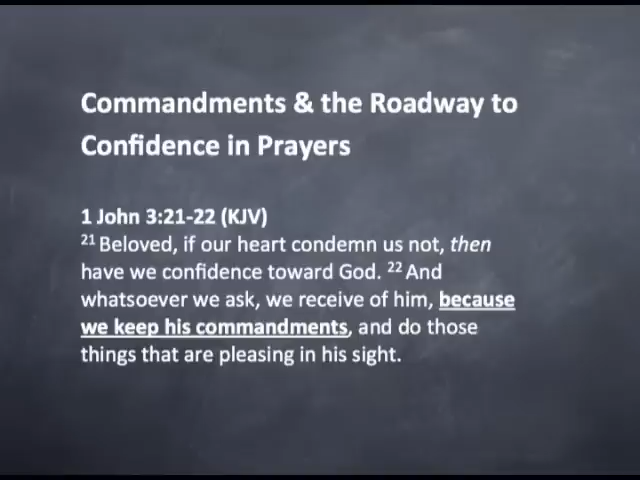 Commandments & the Roadway to
Confidence in Prayers
1 John 3:21-22 (KJV)
21 Beloved, if our heart condemn us not, then
have we confidence toward God. 22 And
whatsoever we ask, we receive of him, because
we keep his commandments, and do those
things that are pleasing in his sight.